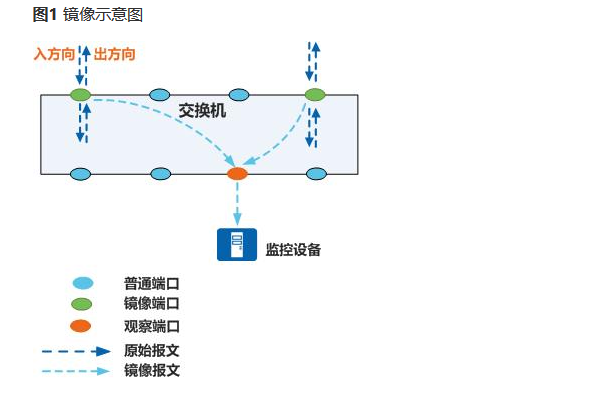 图1 镜像示意图
入方向 出方向
交换机
监控设备
普通端口
镜像端口
观察端口
原始报文
镜像报文